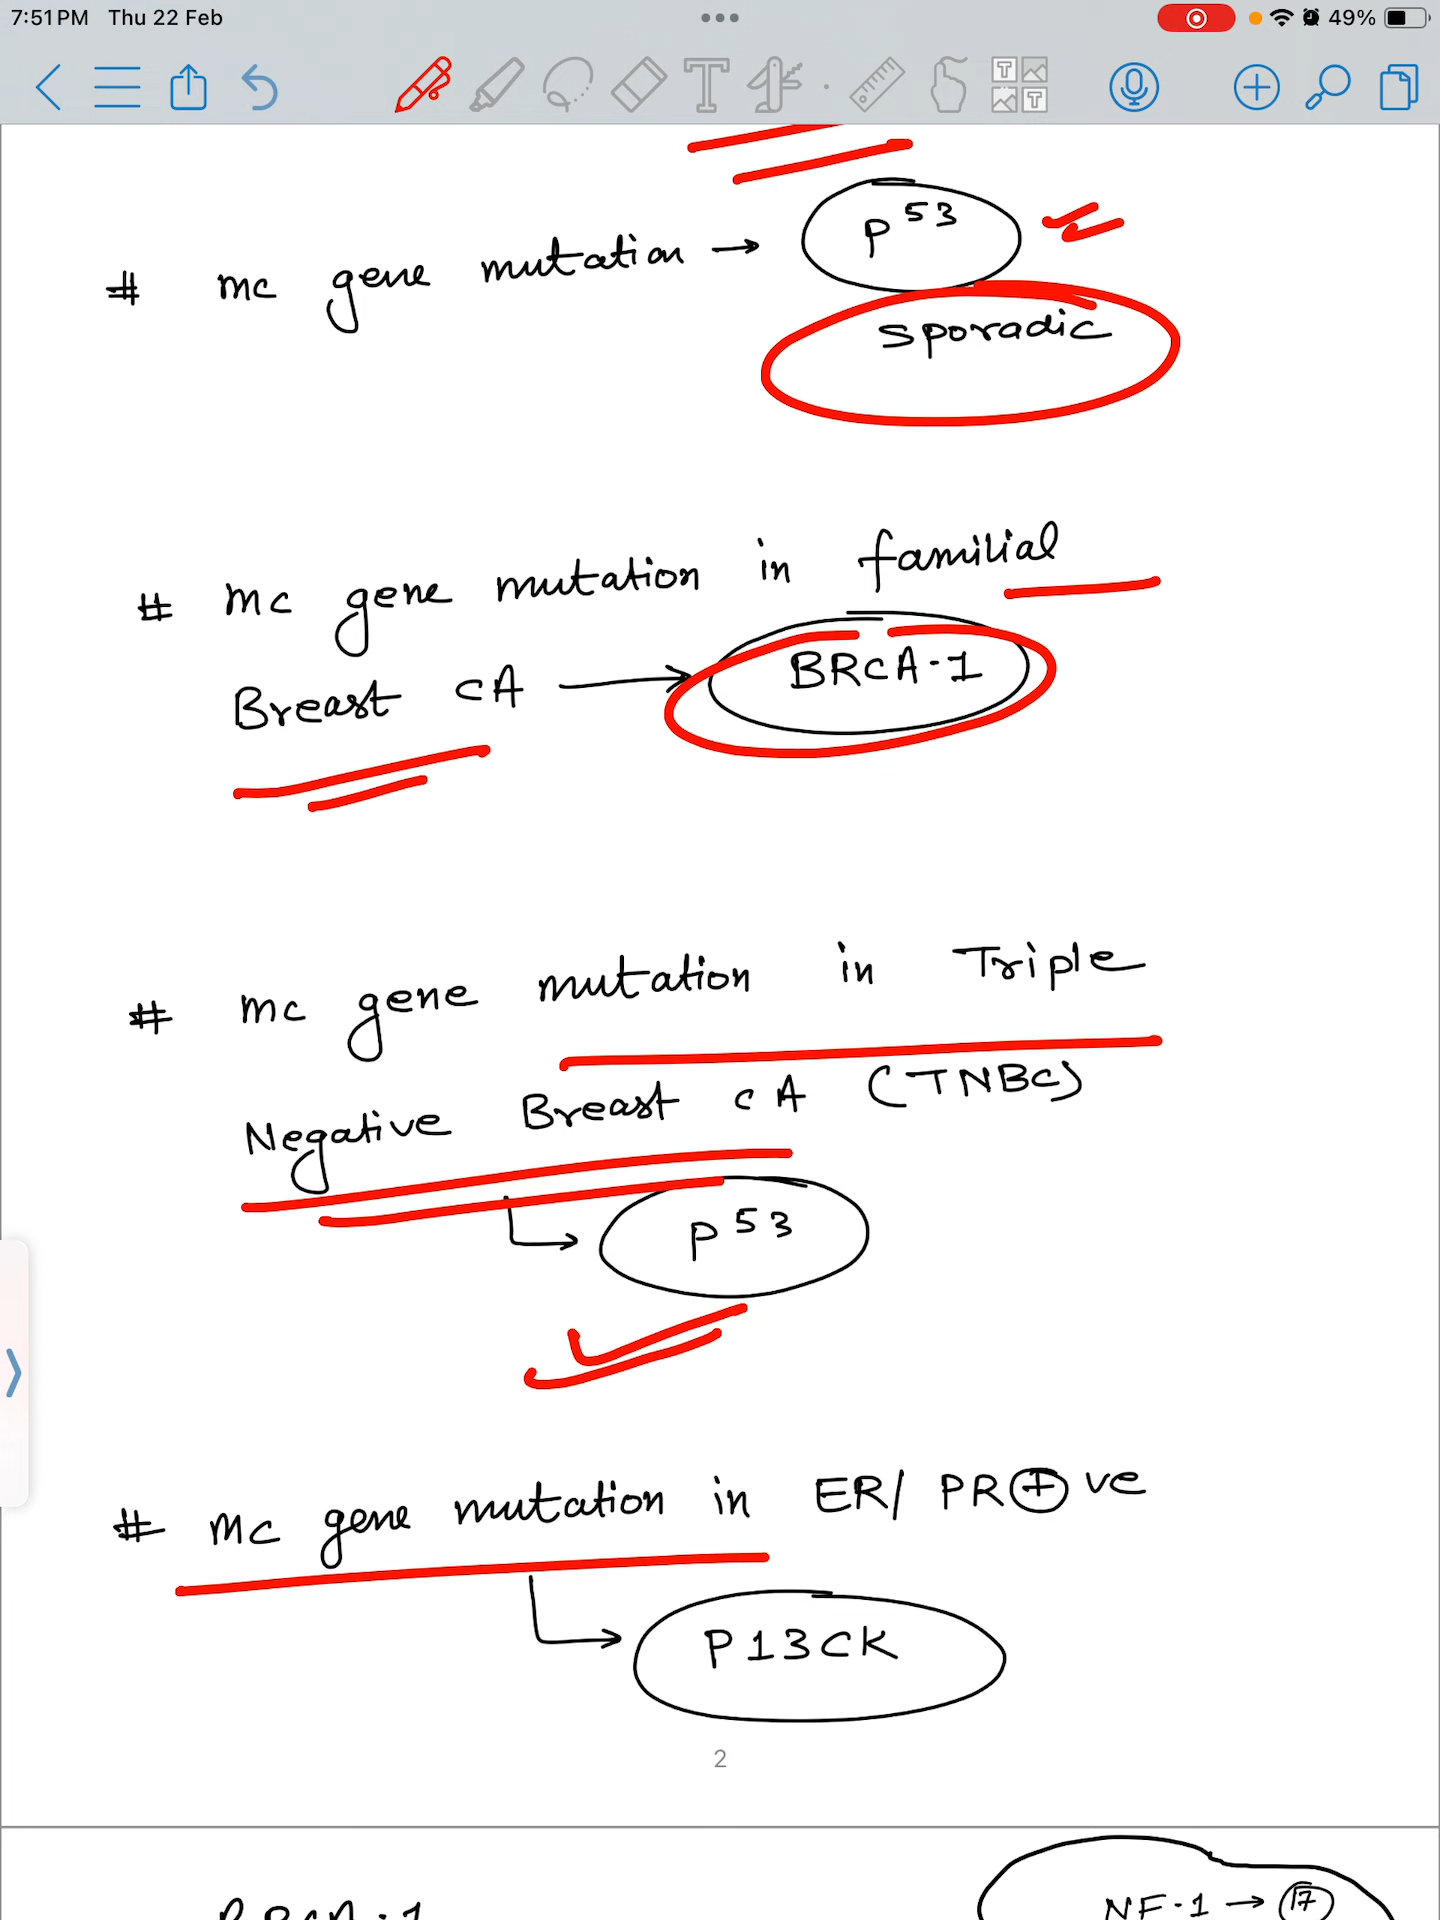 7:51 PM Thu 22 Feb
49%
# mc gene mutation → p53
sporadic
# mc gene mutation in familial
Breast cA → BRCA-1
# mc gene mutation in Triple
Negative Breast cA (TNBC)
p53
# mc gene mutation in ER/ PR⊕ve
P13CK
2
BRCA-1
NF-1 → 17